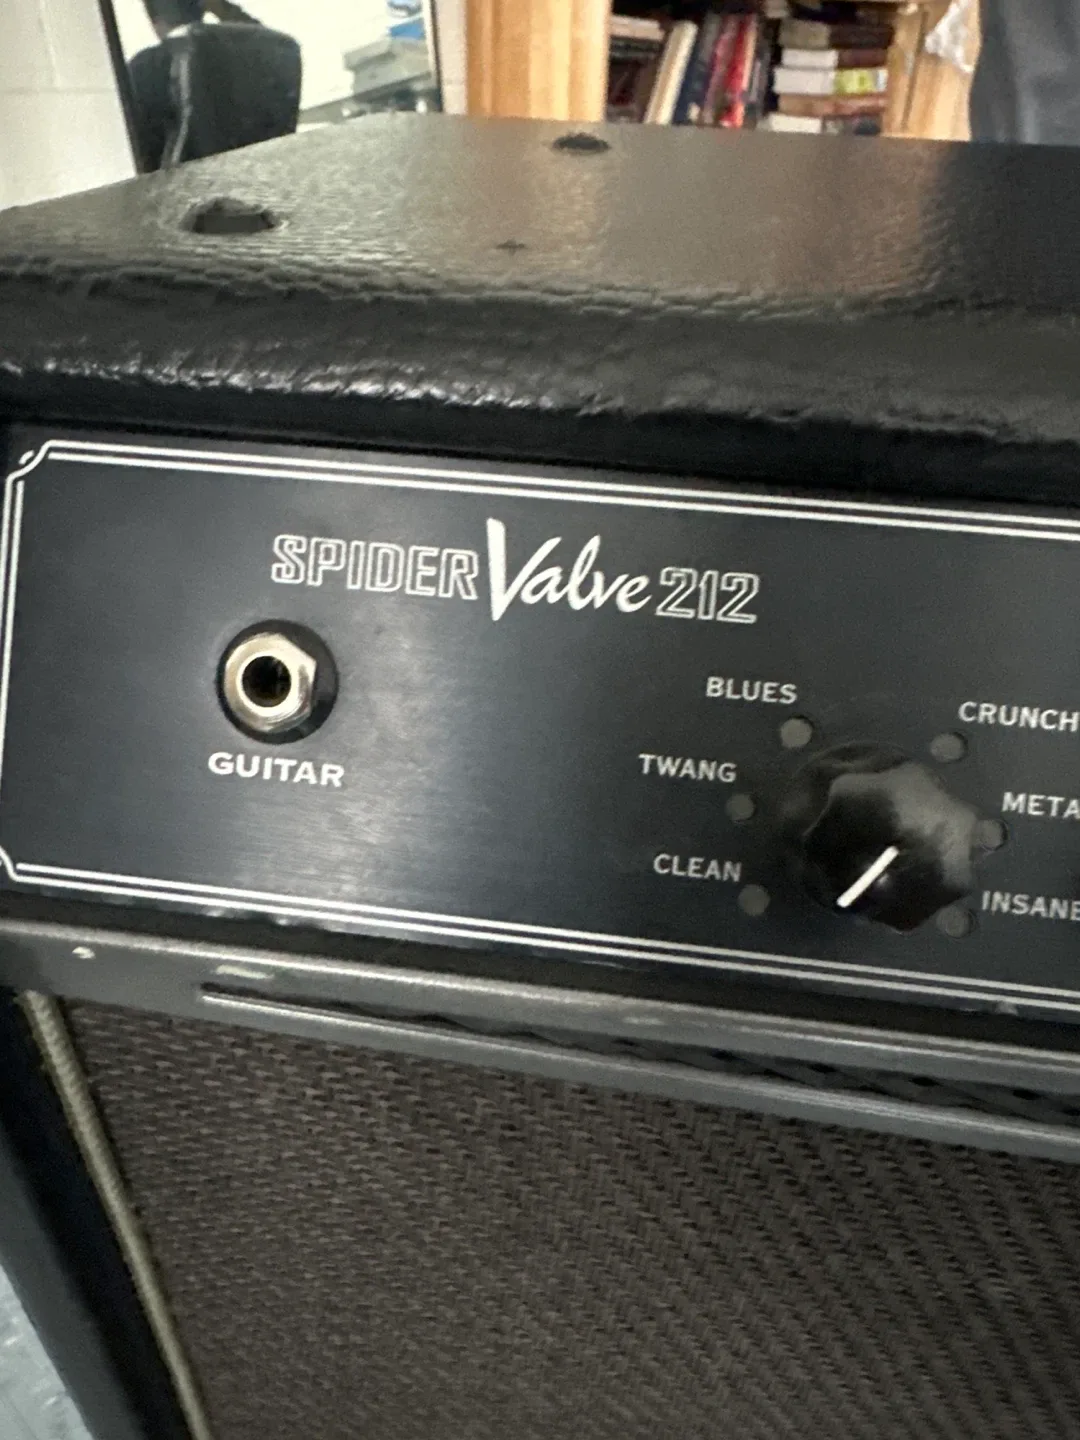 SPIDER Valve 212
GUITAR
BLUES
CRUNCH
TWANG
META
CLEAN
INSANE